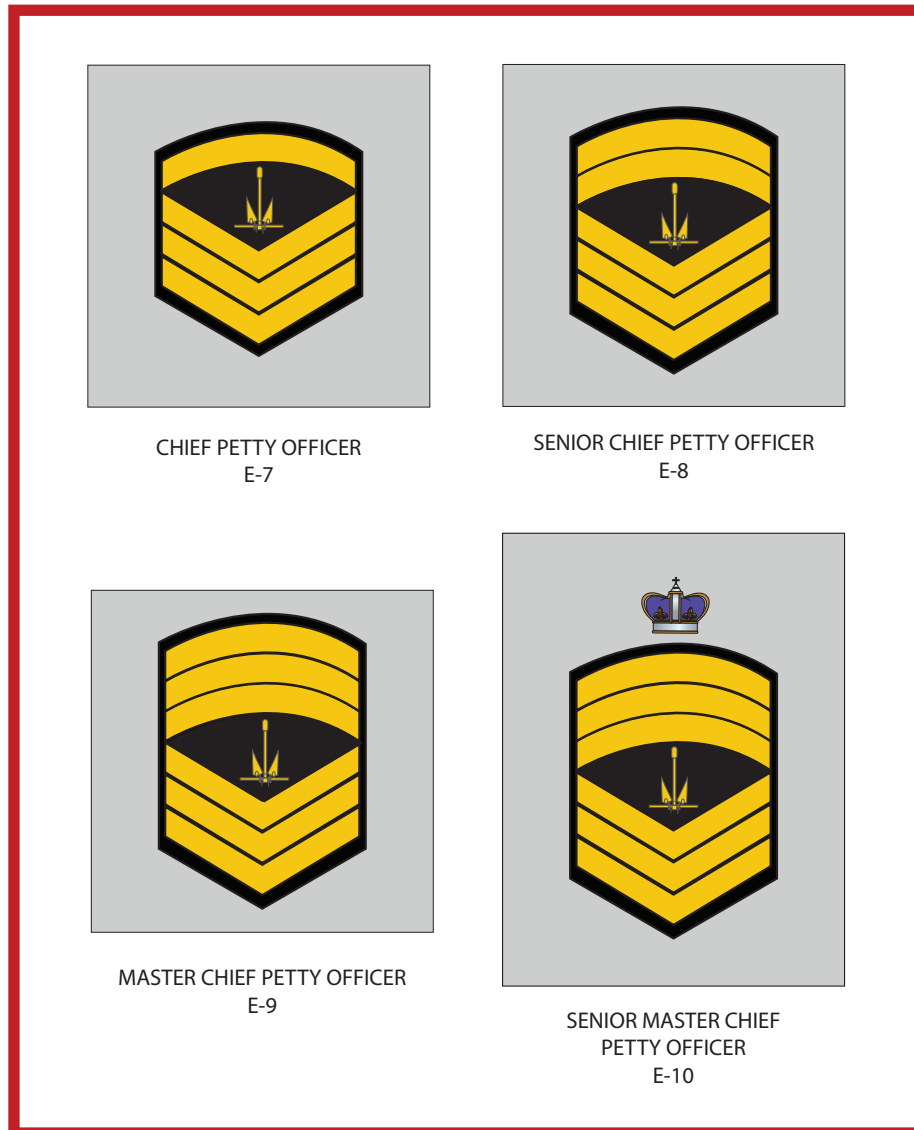 CHIEF PETTY OFFICER
E-7
SENIOR CHIEF PETTY OFFICER
E-8
MASTER CHIEF PETTY OFFICER
E-9
SENIOR MASTER CHIEF
PETTY OFFICER
E-10